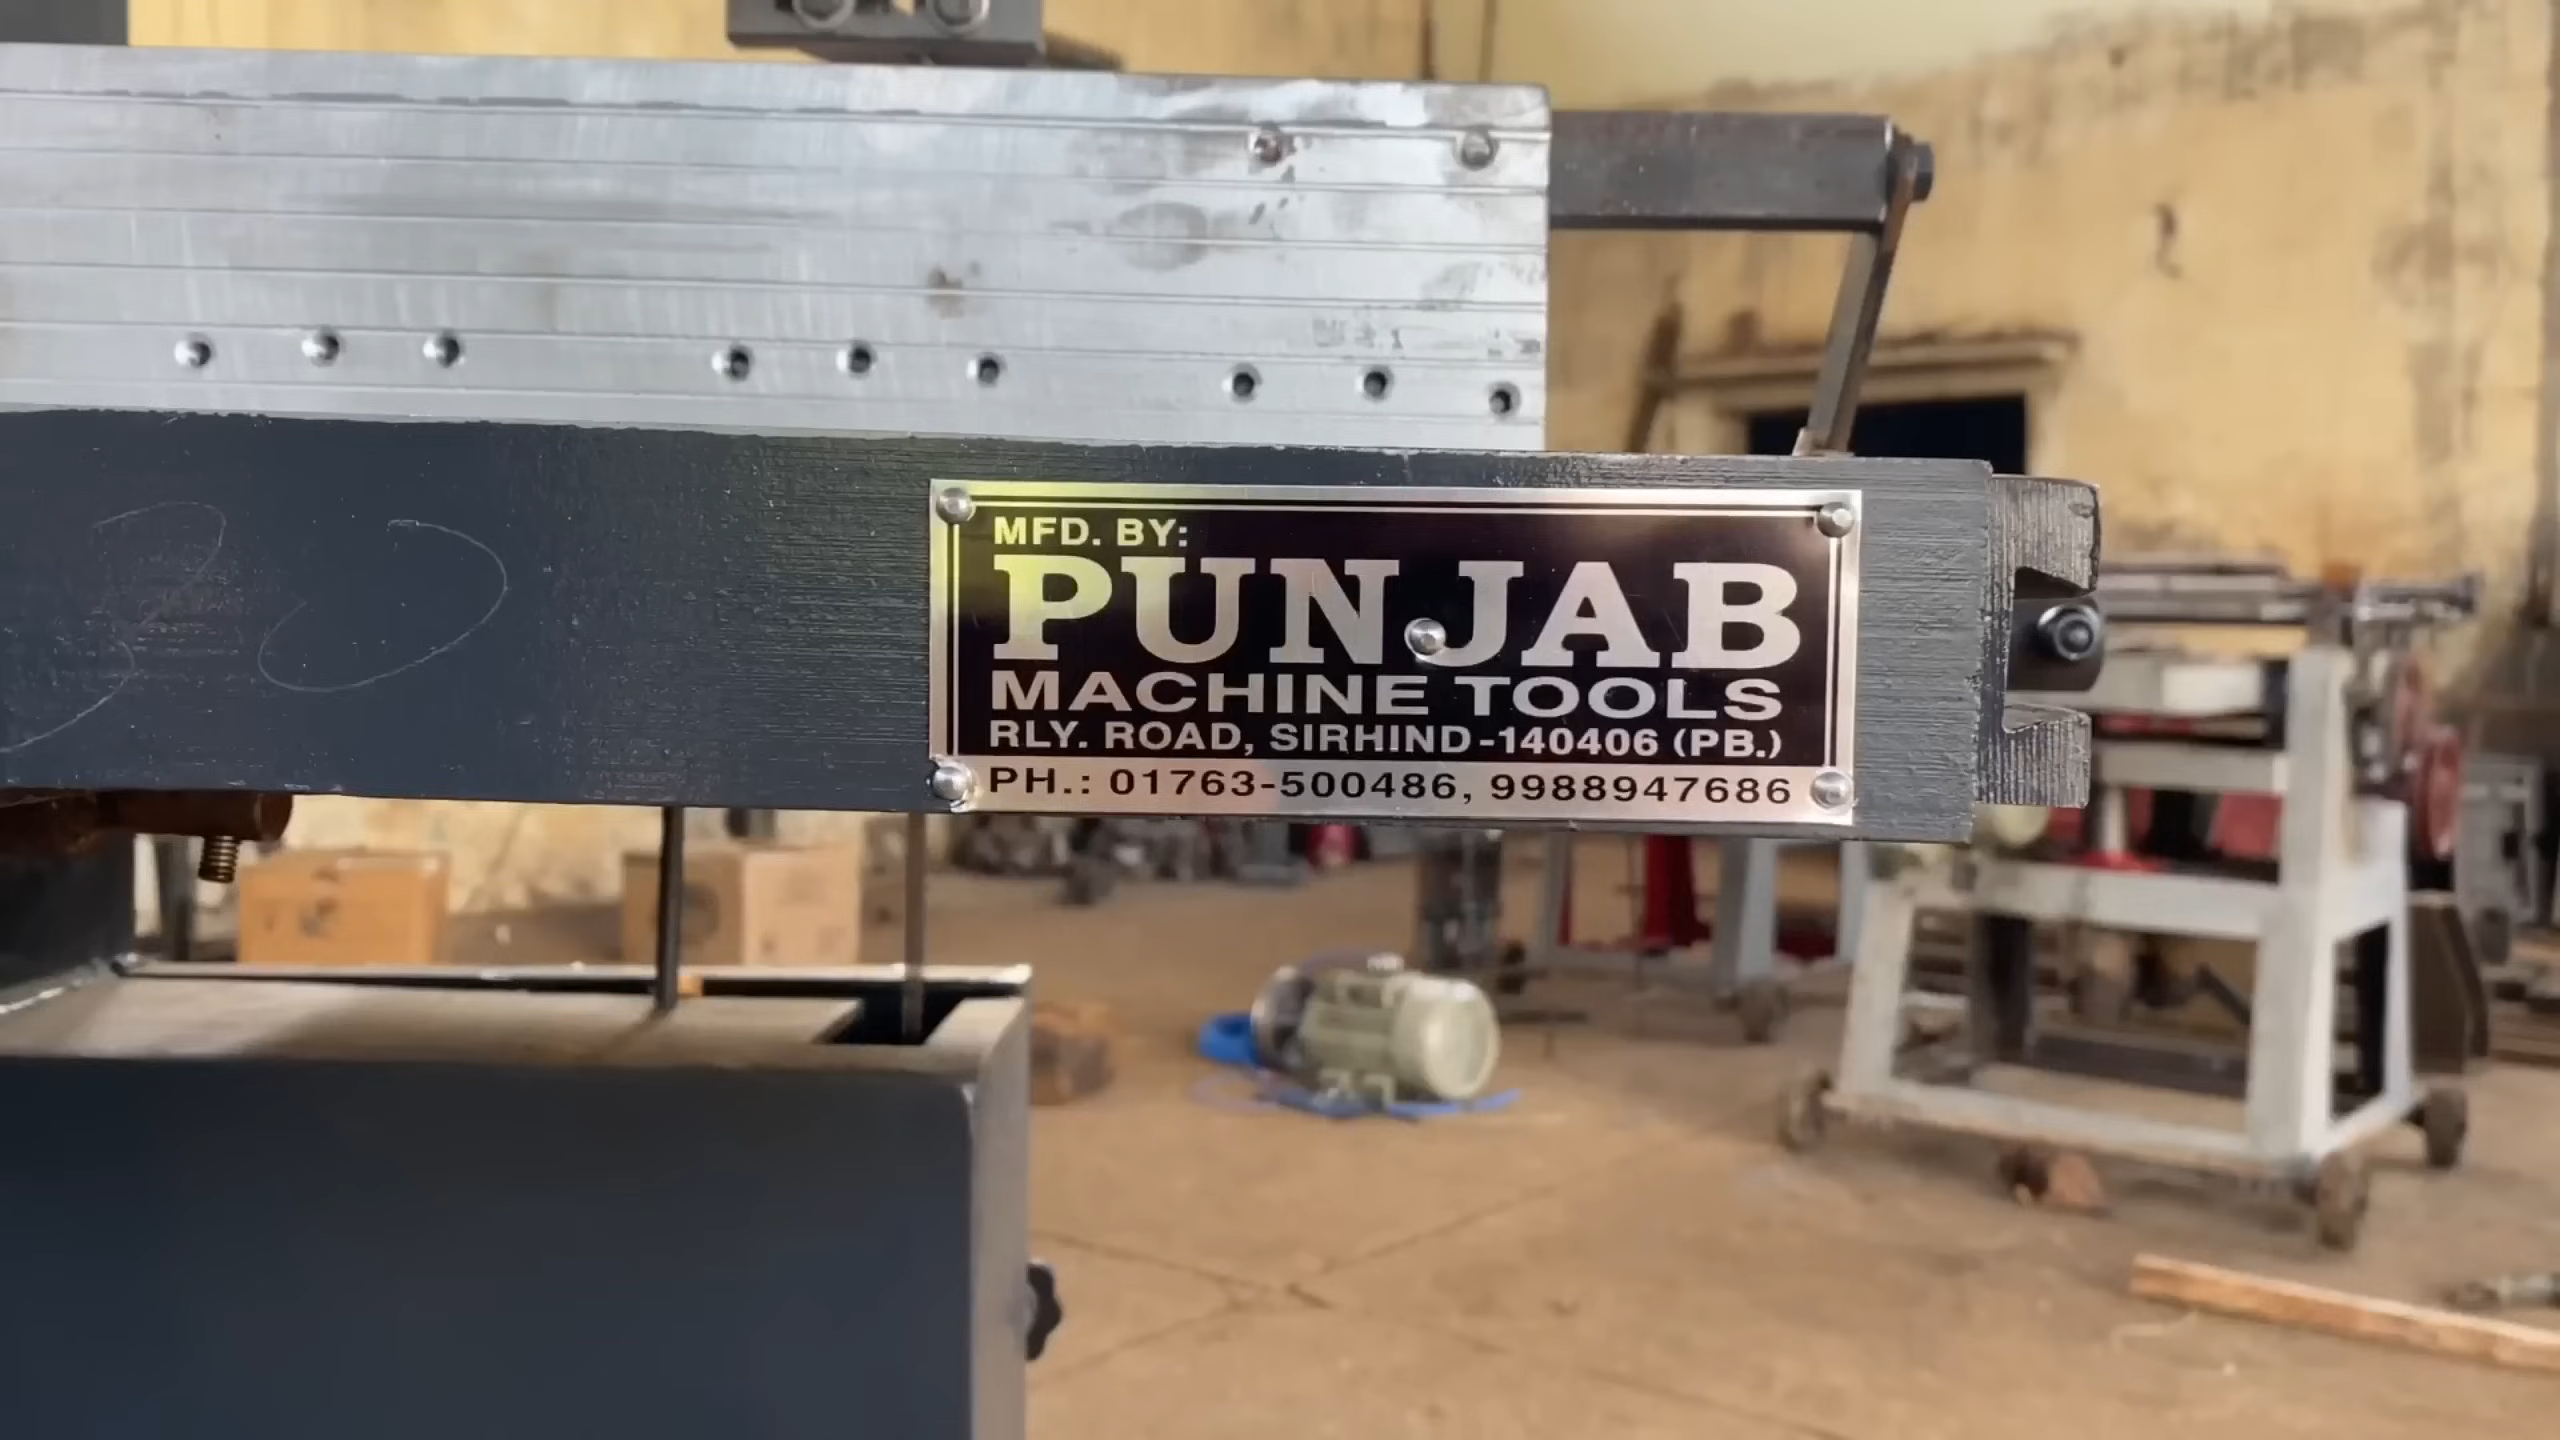 MFD. BY:
PUNJAB
MACHINE TOOLS
RLY. ROAD, SIRHIND-140406 (PB.)
PH.: 01763-500486, 9988947686